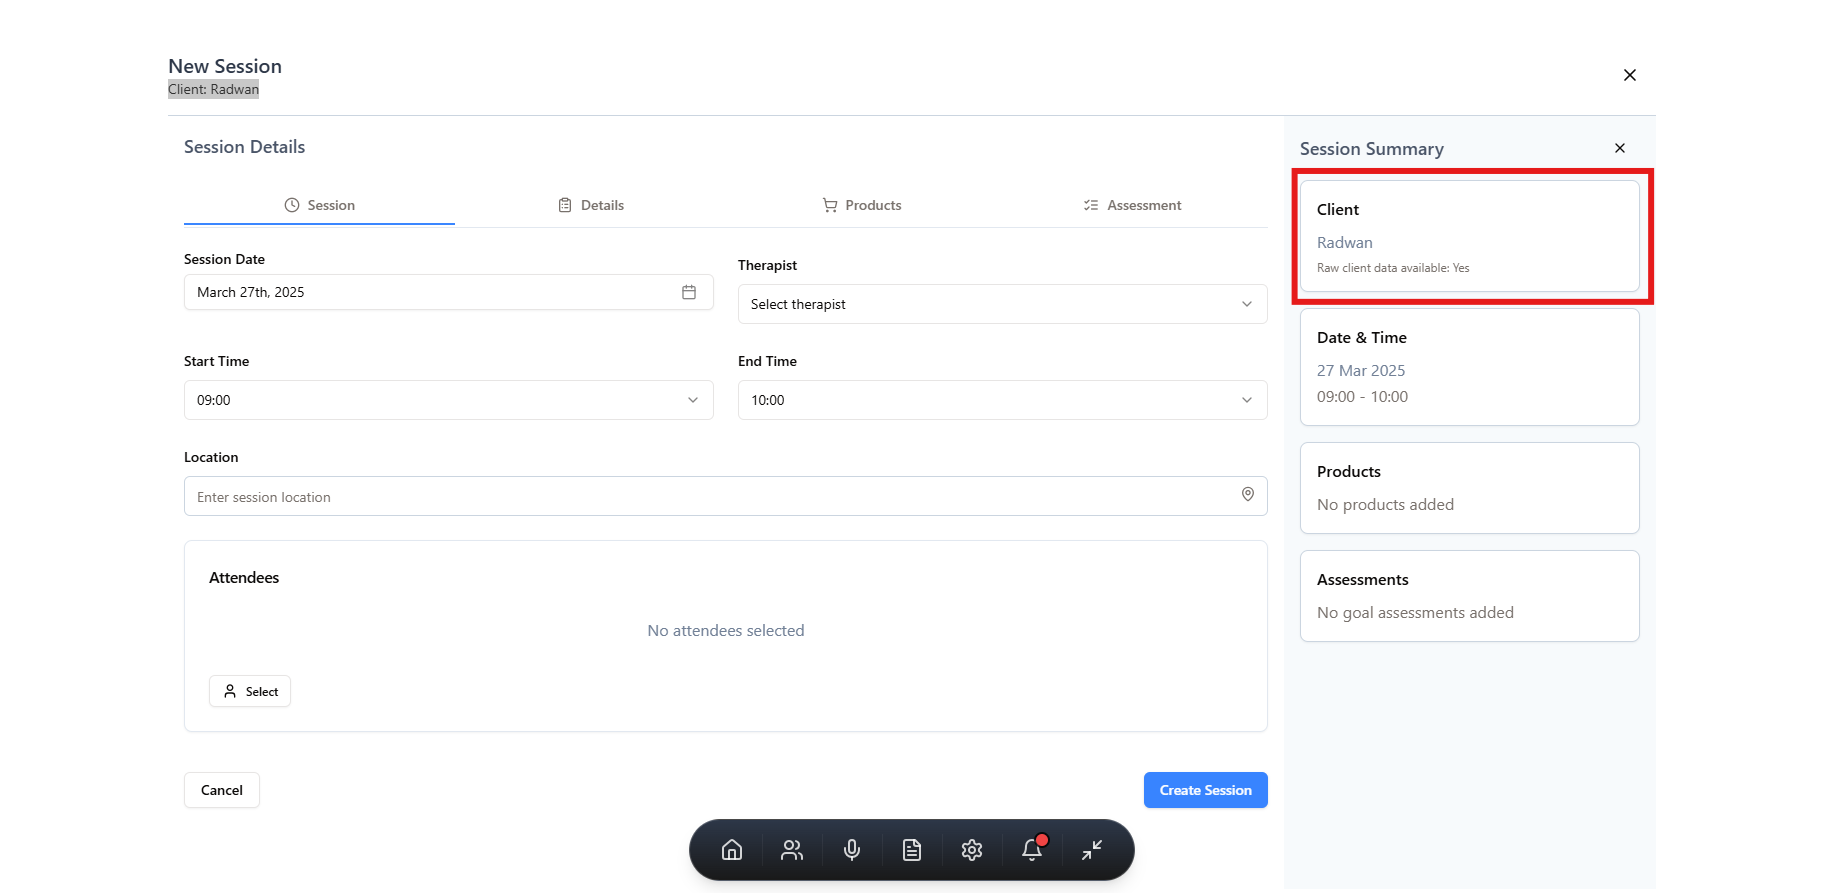 New Session
Client: Radwan
Session Details
Session
Details
Products
Assessment
Session Date
March 27th, 2025
Therapist
Select therapist
Start Time
09:00
End Time
10:00
Location
Enter session location
Attendees
No attendees selected
Select
Cancel
Create Session
Session Summary
Client
Radwan
Raw client data available: Yes
Date & Time
27 Mar 2025
09:00 - 10:00
Products
No products added
Assessments
No goal assessments added